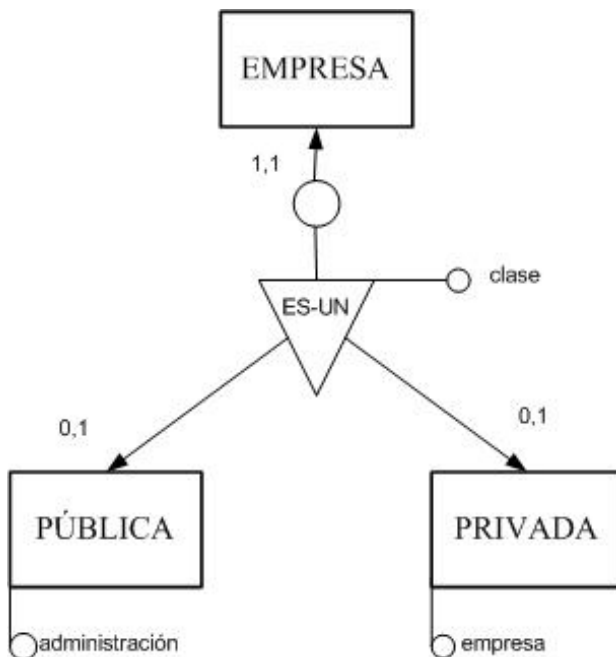 EMPRESA
1,1
clase
ES-UN
0,1
0,1
PÚBLICA
PRIVADA
administración
empresa